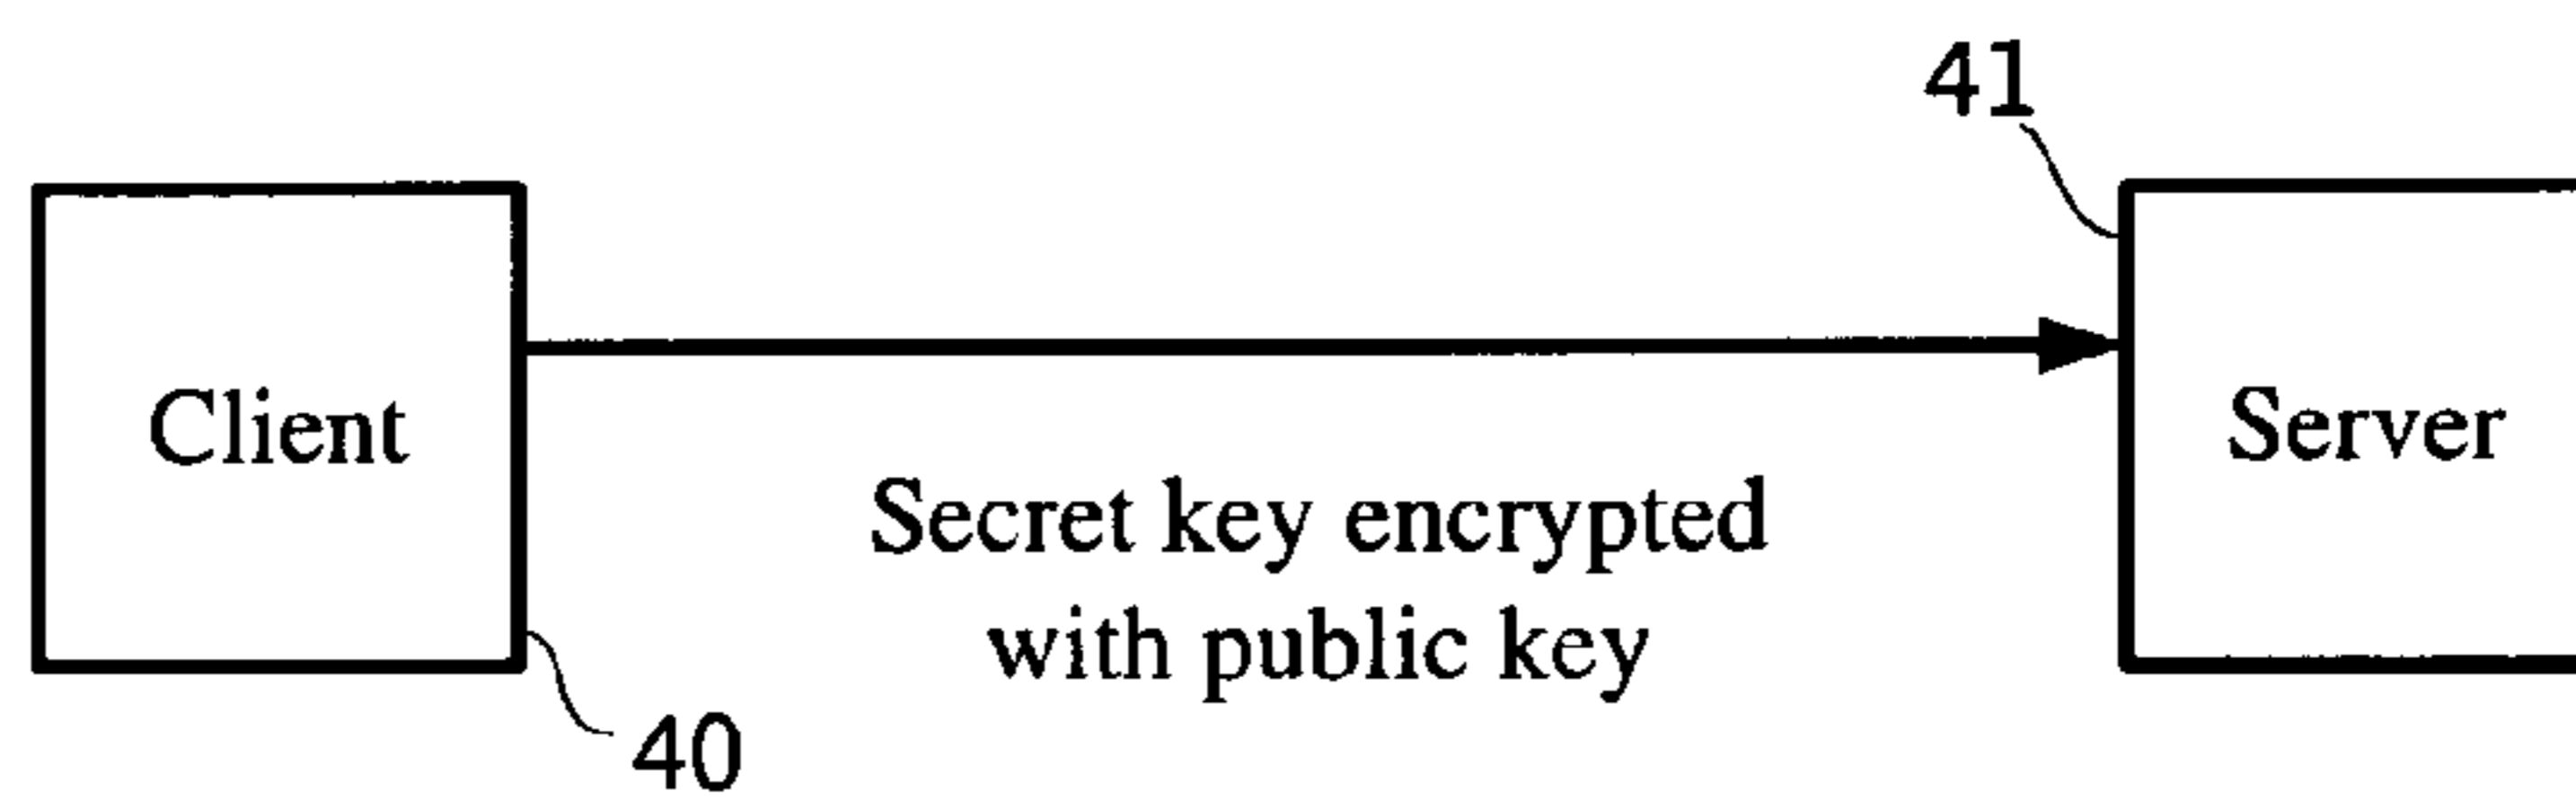 41
Client
Server
Secret key encrypted
with public key
40